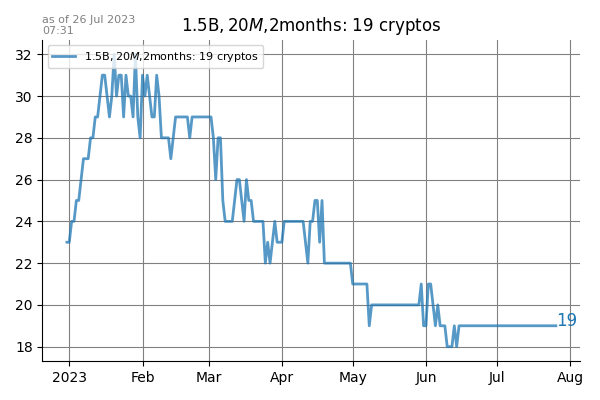 as of 26 Jul 2023
07:31
1.5B, 20M,2months: 19 cryptos
1.5B, 20M,2months: 19 cryptos
32
30
28
26
24
22
20
18
19
2023 Feb Mar Apr May Jun Jul Aug